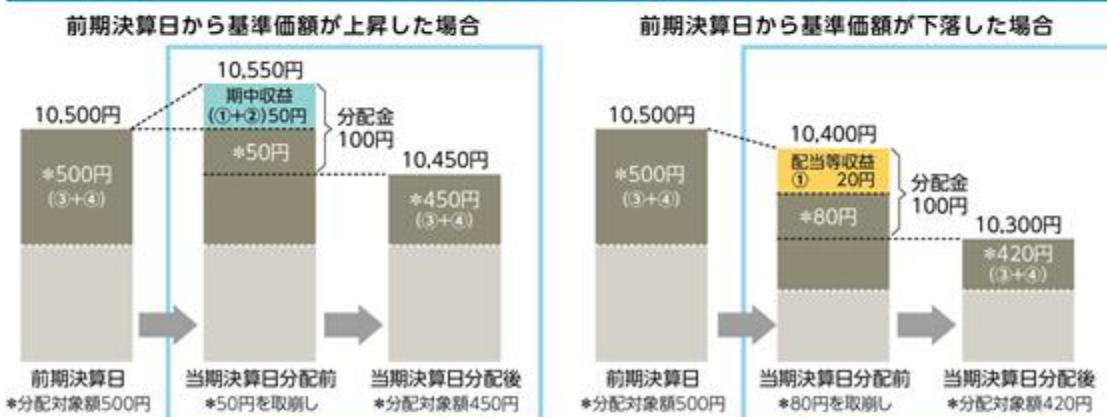 前期決算日から基準価額が上昇した場合
10,500円
*500円
(③+④)
10,550円
期中収益
(①+②)50円
*50円
分配金
100円
10,450円
*450円
(③+④)
前期決算日
*分配対象額500円
当期決算日分配前
*50円を取崩し
当期決算日分配後
*分配対象額450円
前期決算日から基準価額が下落した場合
10,500円
*500円
(③+④)
10,400円
配当等収益
① 20円
*80円
分配金
100円
10,300円
*420円
(③+④)
前期決算日
*分配対象額500円
当期決算日分配前
*80円を取崩し
当期決算日分配後
*分配対象額420円